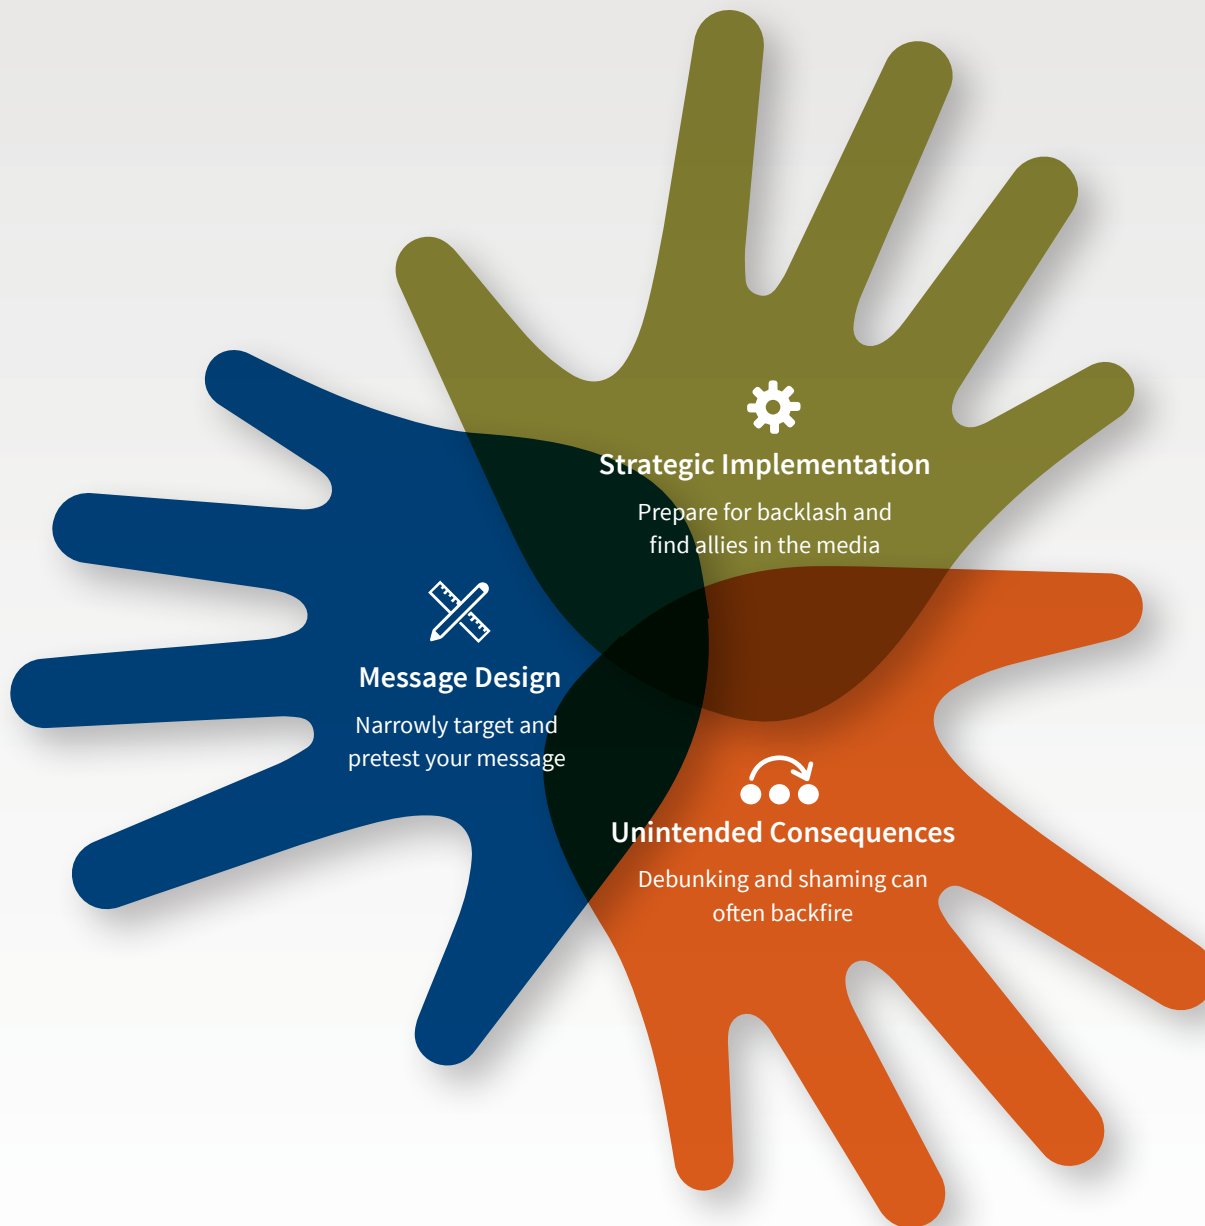 Strategic Implementation
Prepare for backlash and
find allies in the media
Message Design
Narrowly target and
pretest your message
Unintended Consequences
Debunking and shaming can
often backfire